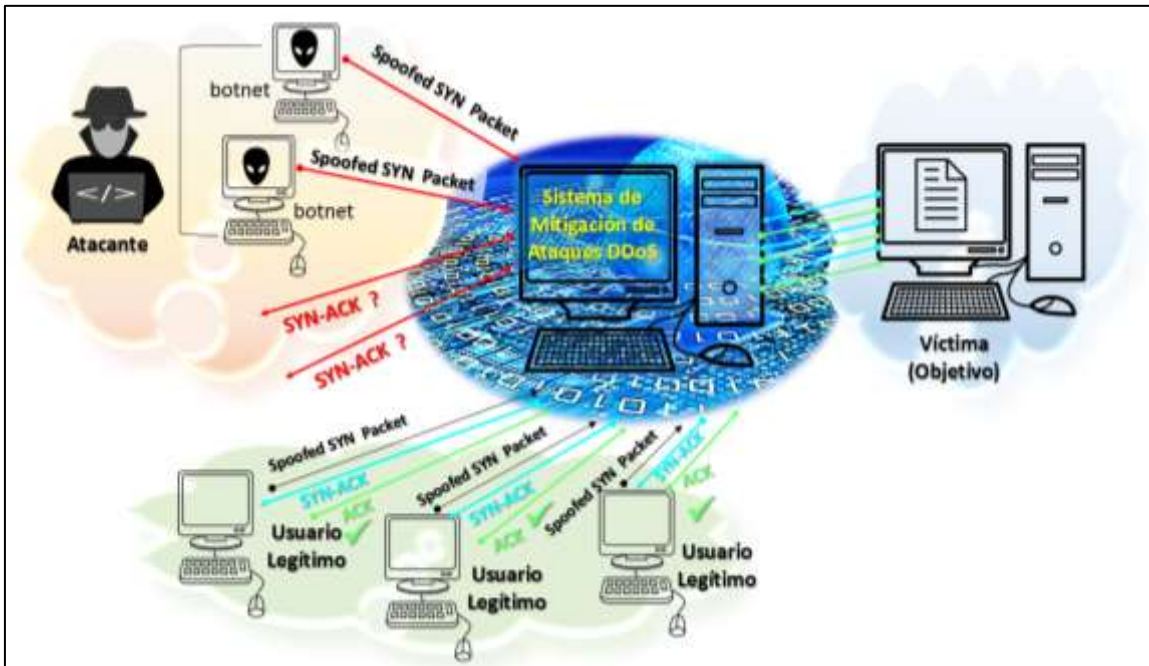 botnet
Spoofed SYN Packet
botnet
Spoofed SYN Packet
</>
Atacante
Sistema de
Mitigación de
Ataques DDoS
SYN-ACK ?
SYN-ACK ?
Víctima
(Objetivo)
Spoofed SYN Packet
SYN-ACK
ACK
Usuario
Legítimo
Spoofed SYN Packet
SYN-ACK
ACK
Usuario
Legítimo
Spoofed SYN Packet
SYN-ACK
ACK
Usuario
Legítimo